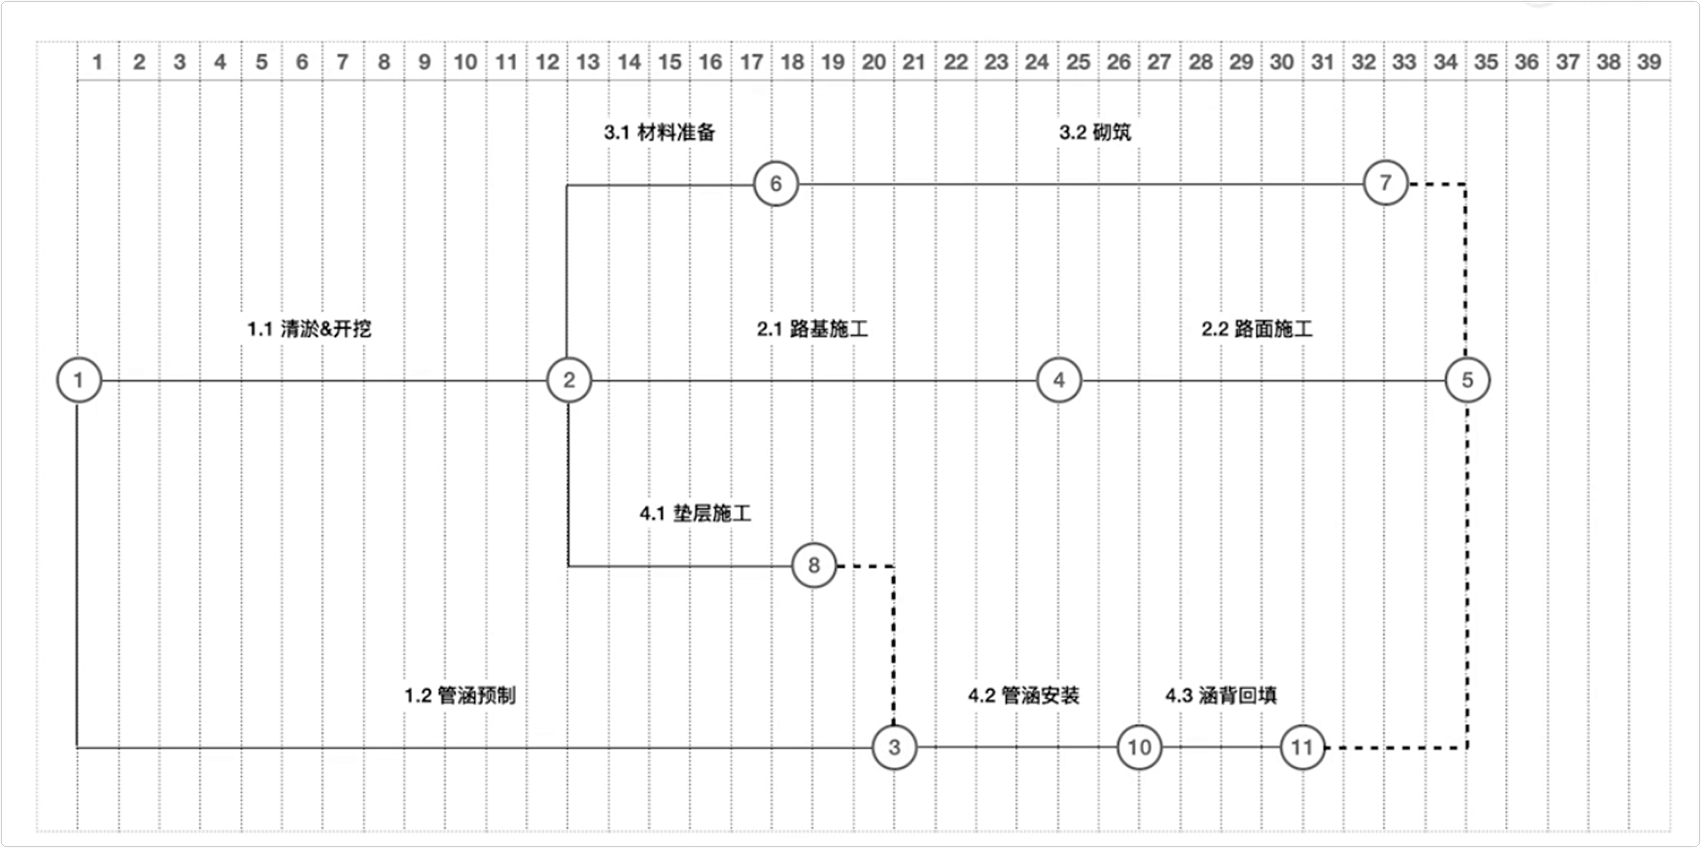 1 2 3 4 5 6 7 8 9 10 11 12 13 14 15 16 17 18 19 20 21 22 23 24 25 26 27 28 29 30 31 32 33 34 35 36 37 38 39
3.1 材料准备 3.2 砌筑
6 7
1.1 清淤&开挖 2.1 路基施工 2.2 路面施工
1 2 4 5
4.1 垫层施工
8
1.2 管涵预制 4.2 管涵安装 4.3 涵背回填
3 10 11